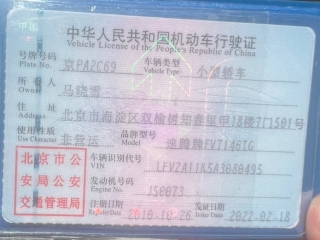 中华人民共和国机动车行驶证
Vehicle License of the People's Republic of China
号牌号码 Plate No. 京PA2C69 车辆类型 Vehicle Type 小型轿车
所有人 Owner 马晓雪
住址 北京市海淀区双榆树知春里甲18楼7门1501号
使用性质 Use Character 非营运 品牌型号 速腾牌FV7146TG
北京市公安局公安交通管理局
车辆识别代号 VIN LFV2A11K5A3080495
发动机号码 Engine No. J50073
注册日期 Register Date 2010-10-26 发证日期 Issue Date 2022-02-18